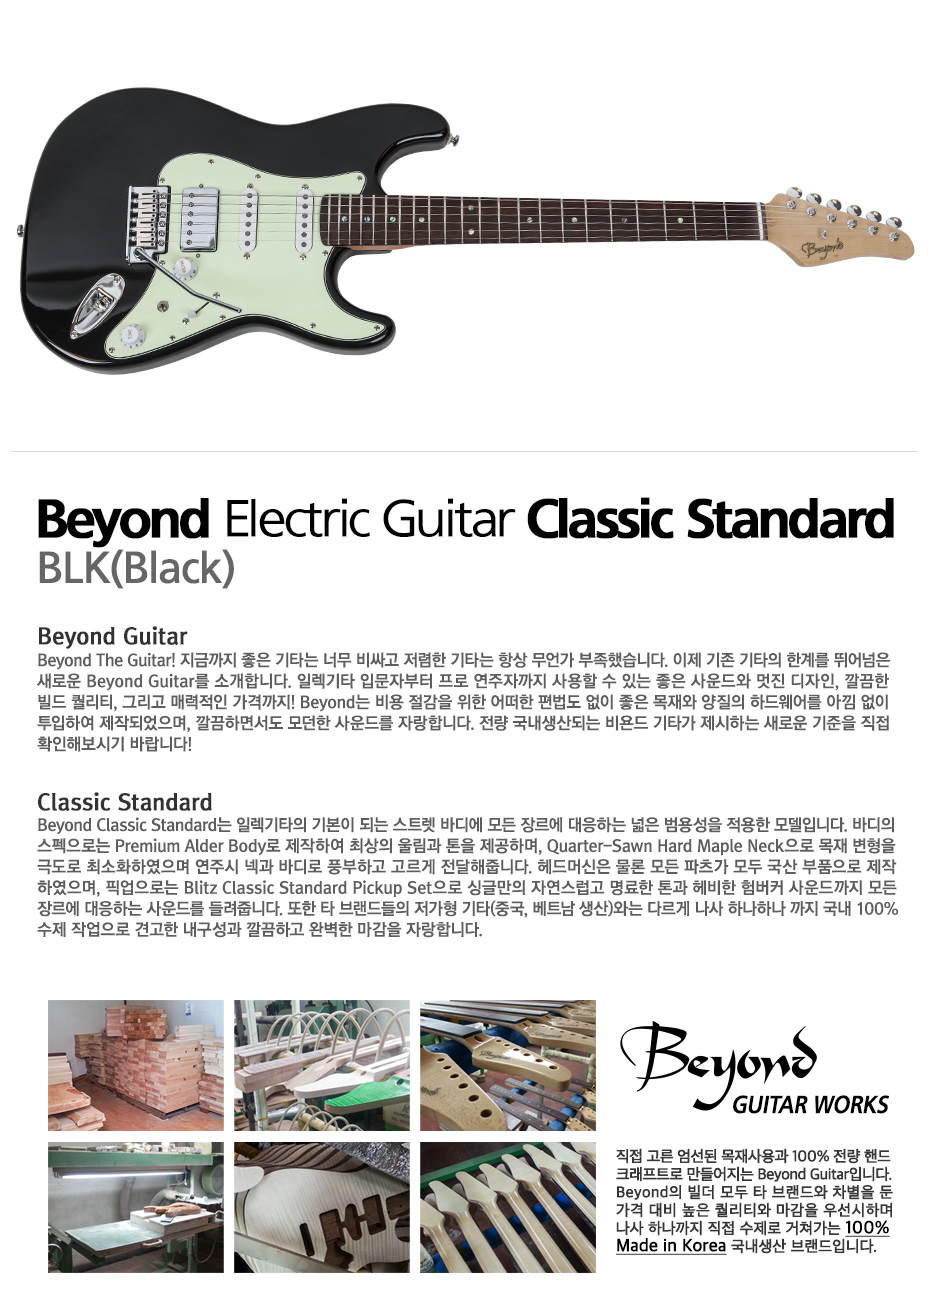 Beyond
Beyond Electric Guitar Classic Standard
BLK(Black)
Beyond Guitar
Beyond The Guitar! 지금까지 좋은 기타는 너무 비싸고 저렴한 기타는 항상 무언가 부족했습니다. 이제 기존 기타의 한계를 뛰어넘은
새로운 Beyond Guitar를 소개합니다. 일렉기타 입문자부터 프로 연주자까지 사용할 수 있는 좋은 사운드와 멋진 디자인, 깔끔한
빌드 퀄리티, 그리고 매력적인 가격까지! Beyond는 비용 절감을 위한 어떠한 편법도 없이 좋은 목재와 양질의 하드웨어를 아낌 없이
투입하여 제작되었으며, 깔끔하면서도 모던한 사운드를 자랑합니다. 전량 국내생산되는 비욘드 기타가 제시하는 새로운 기준을 직접
확인해보시기 바랍니다!
Classic Standard
Beyond Classic Standard는 일렉기타의 기본이 되는 스트렛 바디에 모든 장르에 대응하는 넓은 범용성을 적용한 모델입니다. 바디의
스펙으로는 Premium Alder Body로 제작하여 최상의 울림과 톤을 제공하며, Quarter-Sawn Hard Maple Neck으로 목재 변형을
극도로 최소화하였으며 연주시 넥과 바디로 풍부하고 고르게 전달해줍니다. 헤드머신은 물론 모든 파츠가 모두 국산 부품으로 제작
하였으며, 픽업으로는 Blitz Classic Standard Pickup Set으로 싱글만의 자연스럽고 명료한 톤과 헤비한 험버커 사운드까지 모든
장르에 대응하는 사운드를 들려줍니다. 또한 타 브랜드들의 저가형 기타(중국, 베트남 생산)와는 다르게 나사 하나하나 까지 국내 100%
수제 작업으로 견고한 내구성과 깔끔하고 완벽한 마감을 자랑합니다.
Beyond
GUITAR WORKS
직접 고른 엄선된 목재사용과 100% 전량 핸드
크래프트로 만들어지는 Beyond Guitar입니다.
Beyond의 빌더 모두 타 브랜드와 차별을 둔
가격 대비 높은 퀄리티와 마감을 우선시하며
나사 하나까지 직접 수제로 거쳐가는 100%
Made in Korea 국내생산 브랜드입니다.